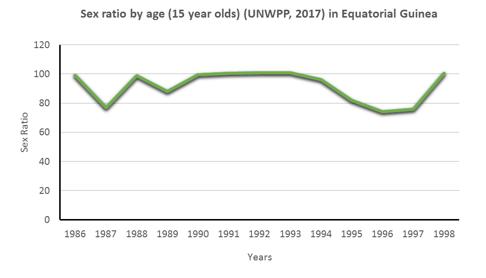 Sex ratio by age (15 year olds) (UNWPP, 2017) in Equatorial Guinea
120
100
80
60
40
20
0
Sex Ratio
1986 1987 1988 1989 1990 1991 1992 1993 1994 1995 1996 1997 1998
Years